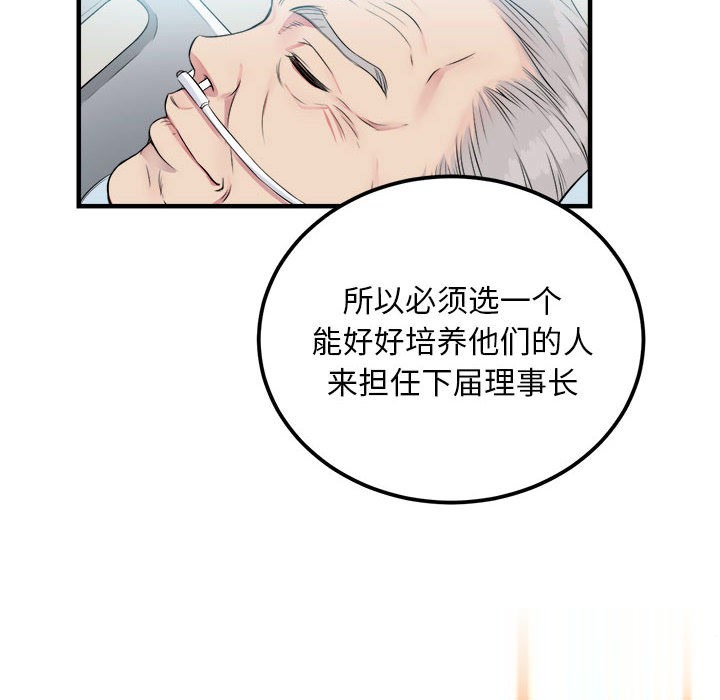 所以必须选一个
能好好培养他们的人
来担任下届理事长